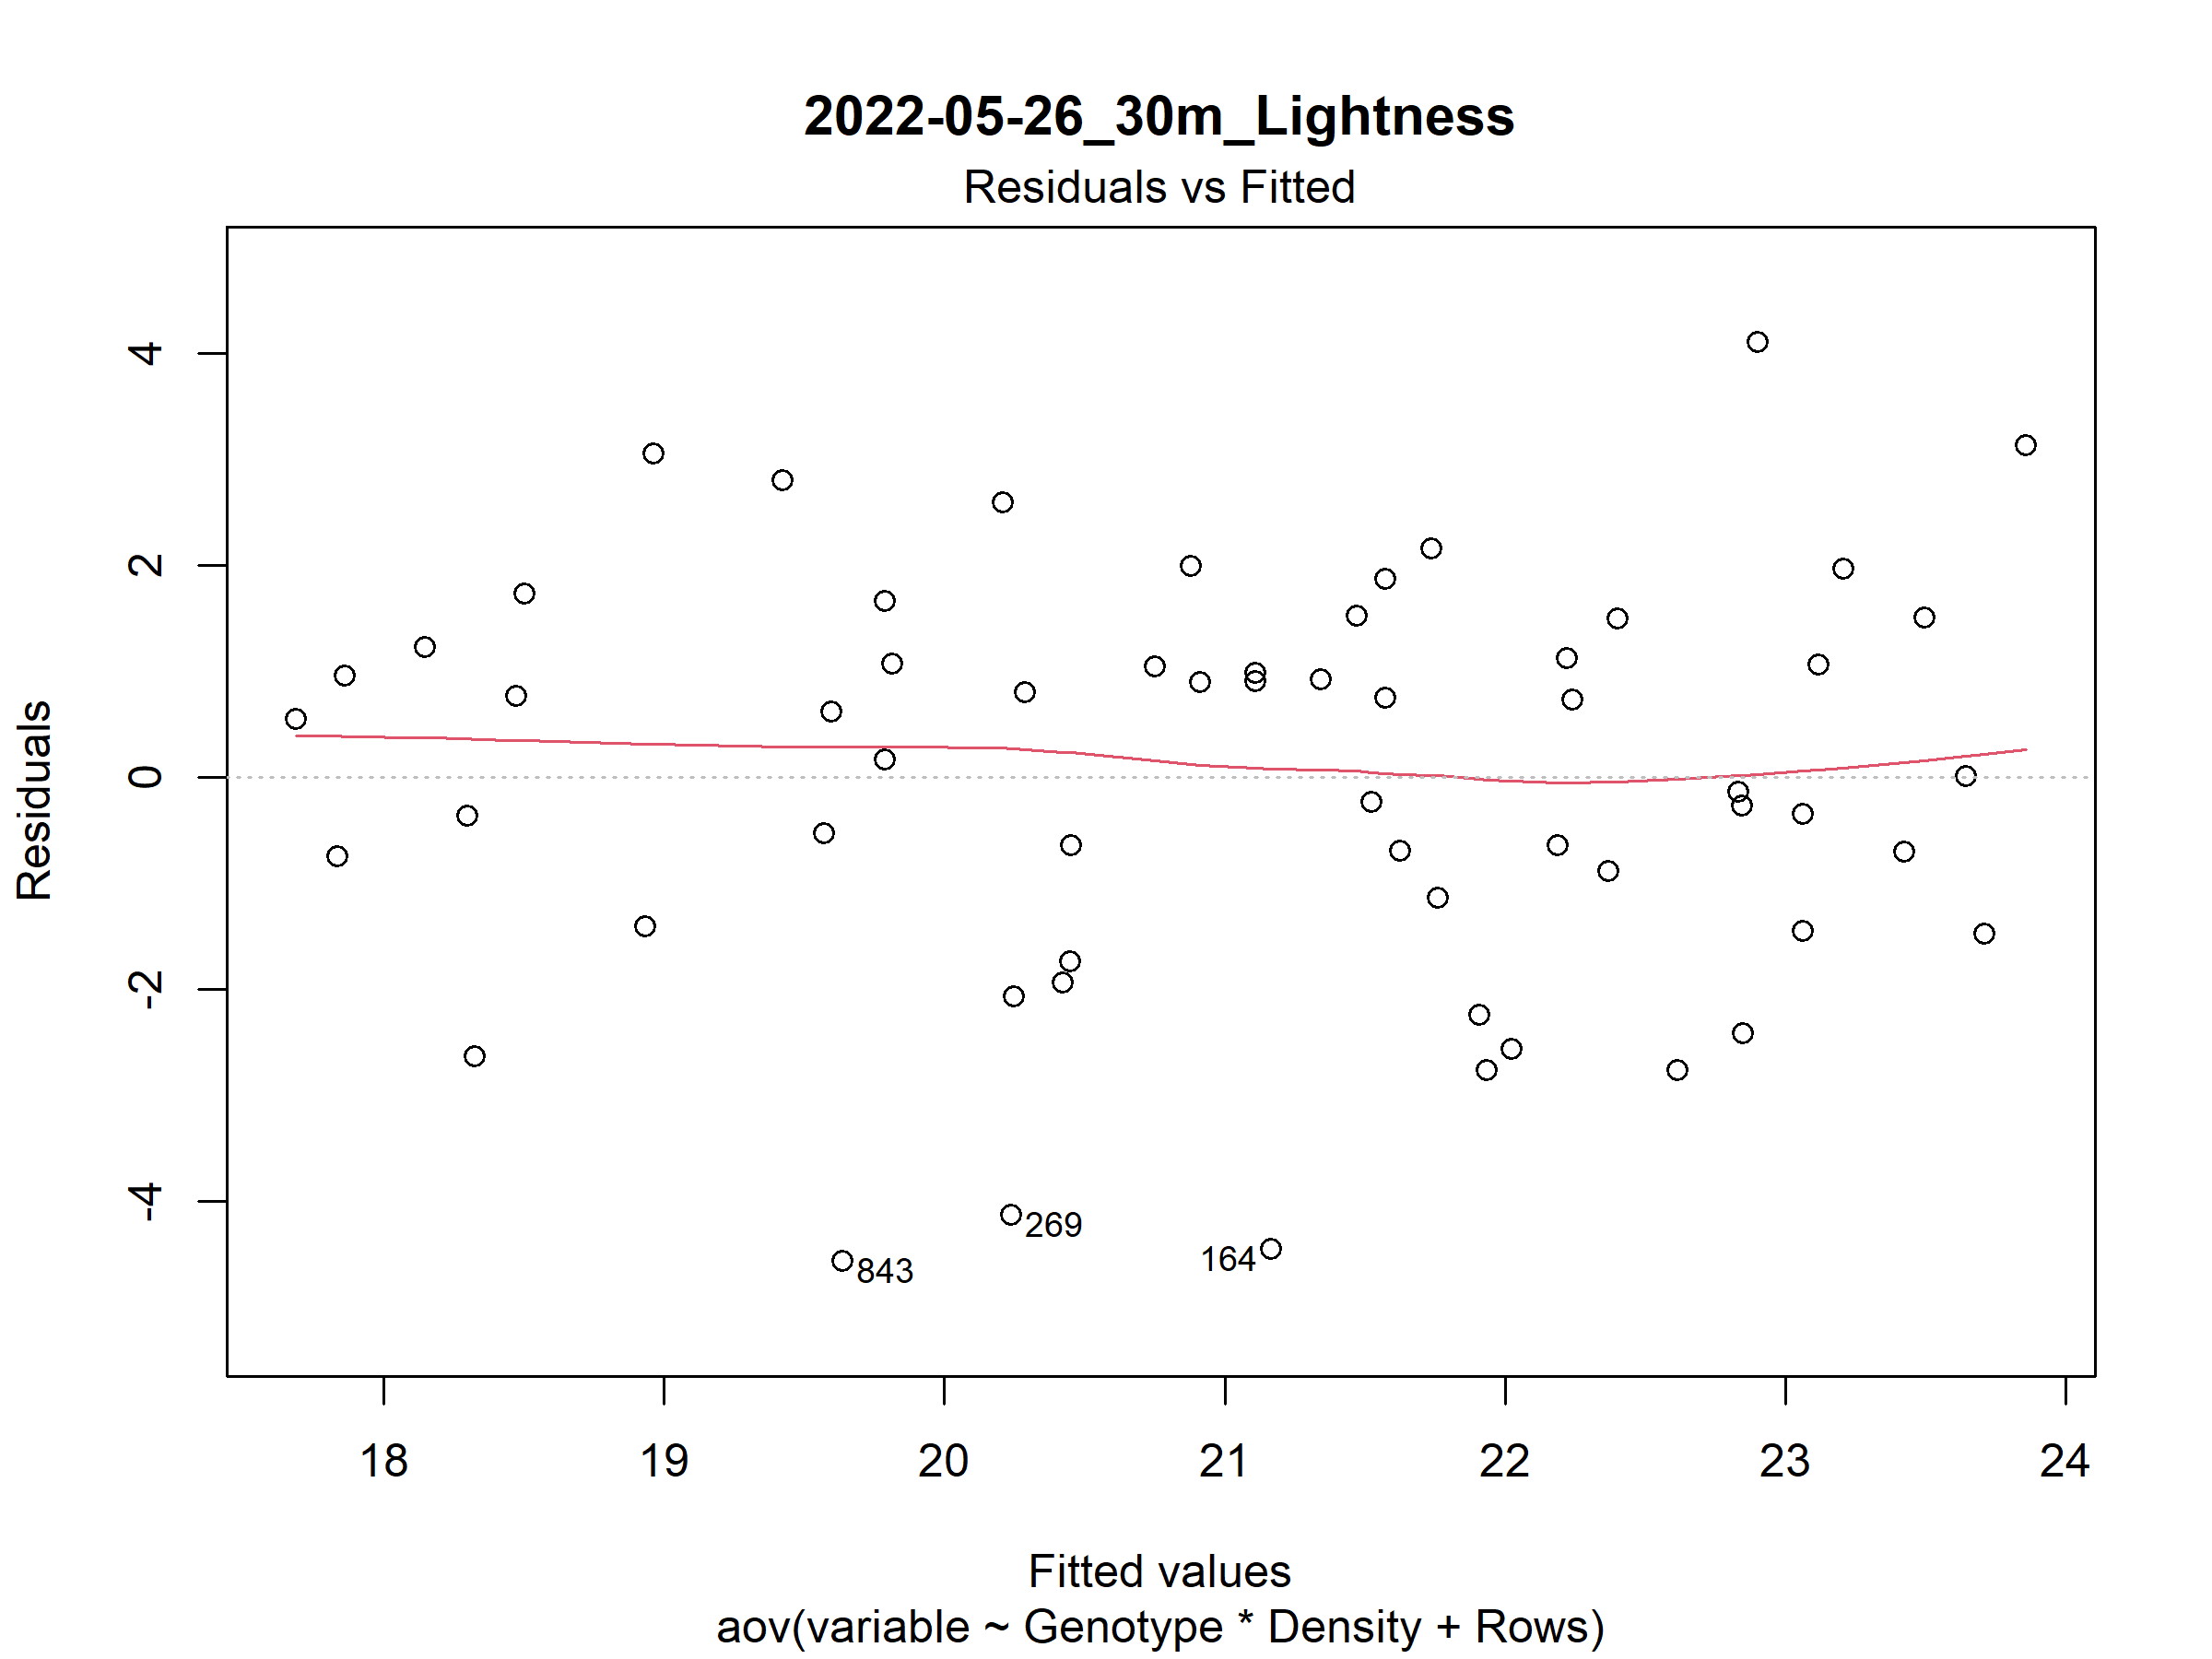 2022-05-26_30m_Lightness
Residuals vs Fitted
Residuals
4
2
0
-2
-4
269
843
164
18 19 20 21 22 23 24
Fitted values
aov(variable ~ Genotype * Density + Rows)